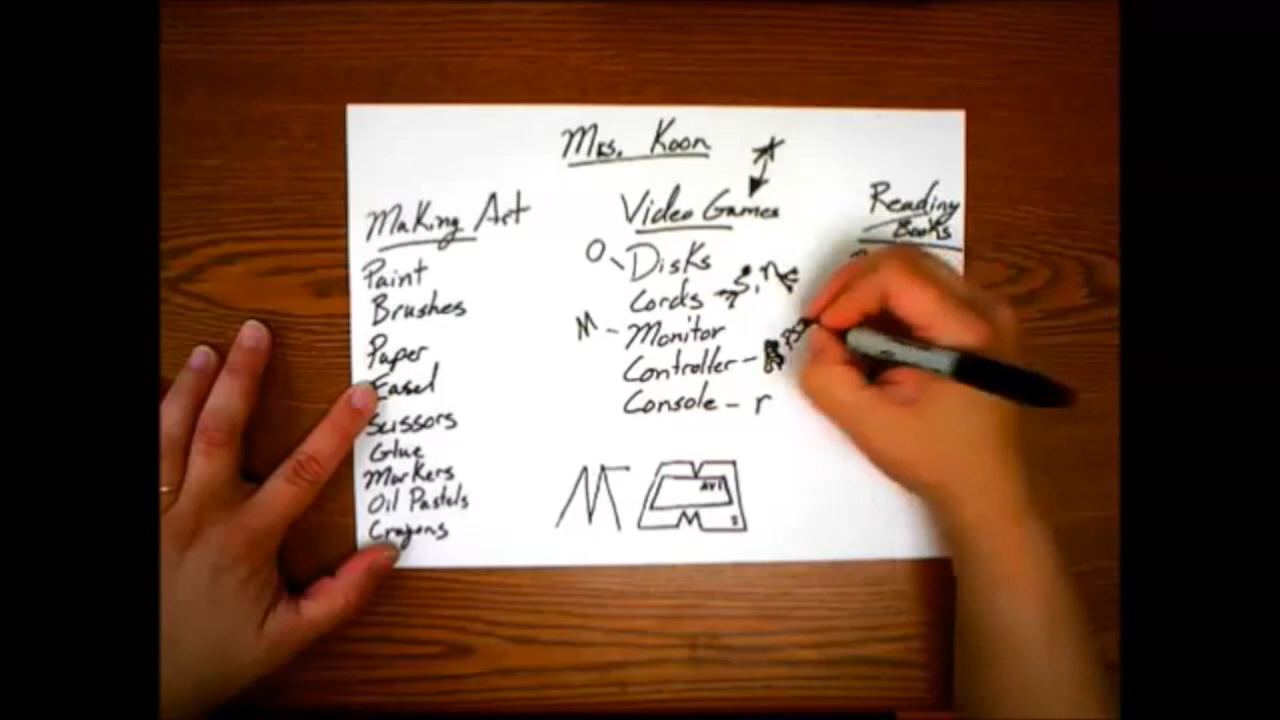 Mrs. Koon
Making Art
Paint
Brushes
Paper
Easel
Scissors
Glue
Markers
Oil Pastels
Crayons
Video Games
O - Disks
Cords - s, n
M - Monitor
Controller -
Console - r
M
Reading
Books